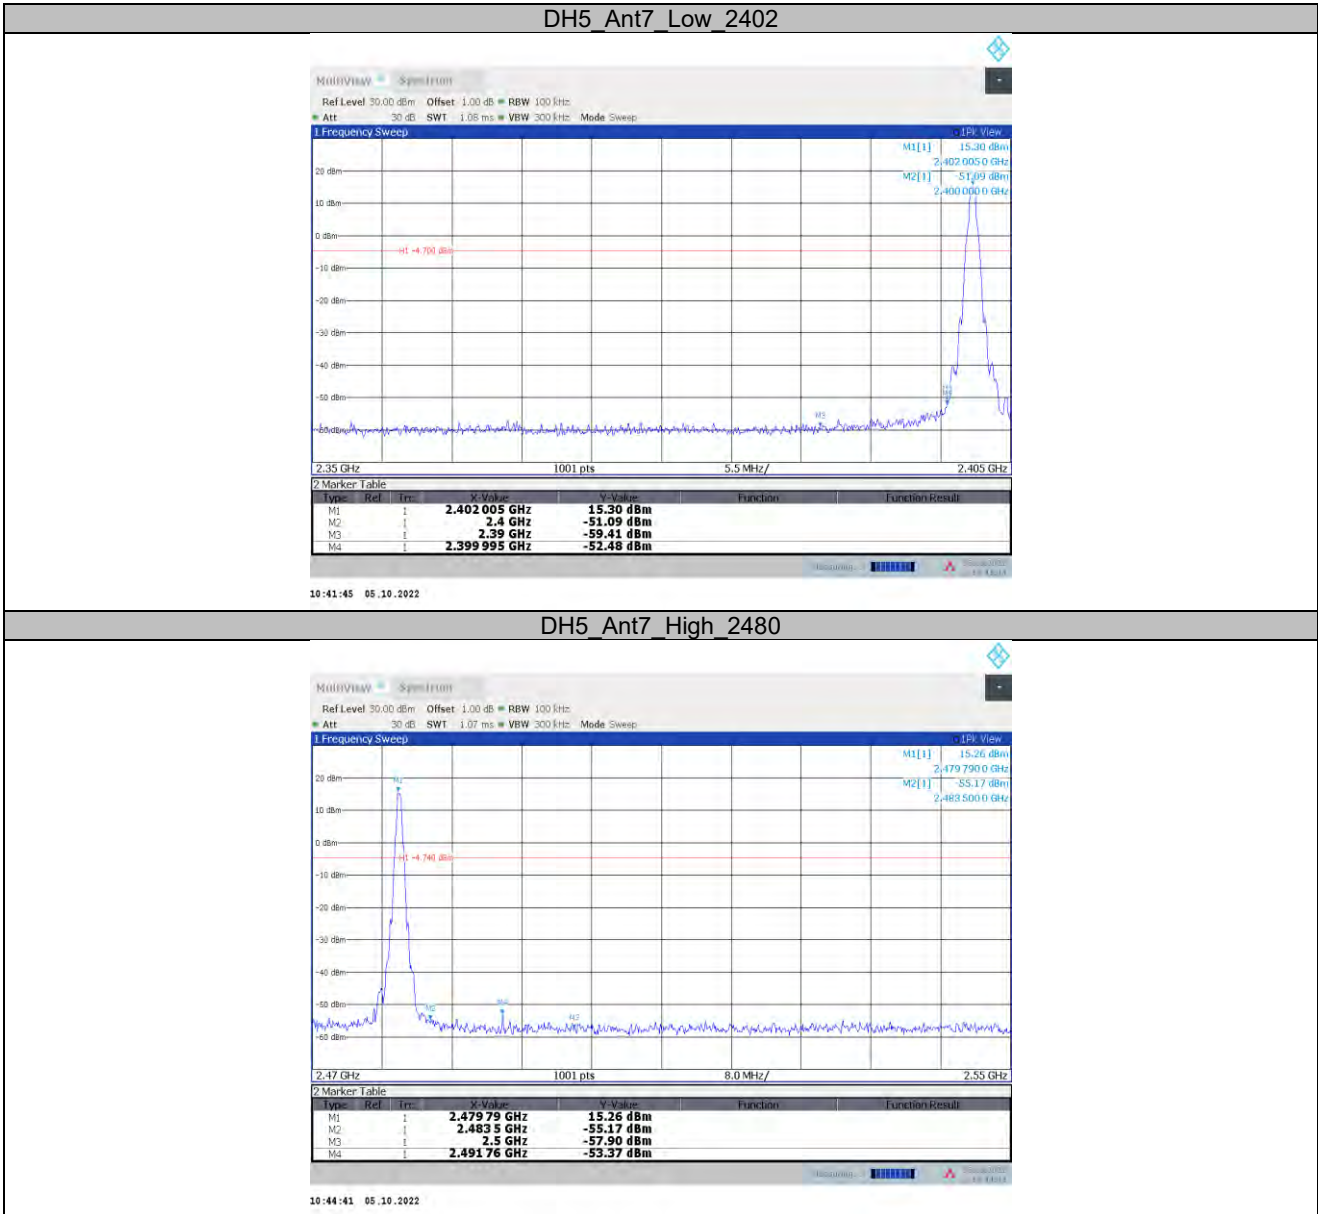 DH5_Ant7_Low_2402
MultiView Spectrum
Ref Level 30.00 dBm Offset 1.00 dB RBW 100 kHz
Att 30 dB SWT 1.08 ms VBW 300 kHz Mode Sweep
1 Frequency Sweep 1Pk View
M1[1] 15.30 dBm
2.402 005 0 GHz
M2[1] -51.09 dBm
2.400 000 0 GHz
20 dBm
10 dBm
0 dBm
H1 -4.700 dBm
-10 dBm
-20 dBm
-30 dBm
-40 dBm
-50 dBm
M3
-60 dBm
2.35 GHz 1001 pts 5.5 MHz/ 2.405 GHz
2 Marker Table
Type Ref Trc X-Value Y-Value Function Function Result
M1 1 2.402 005 GHz 15.30 dBm
M2 1 2.4 GHz -51.09 dBm
M3 1 2.39 GHz -59.41 dBm
M4 1 2.399 995 GHz -52.48 dBm
10:41:45 05.10.2022
DH5_Ant7_High_2480
MultiView Spectrum
Ref Level 30.00 dBm Offset 1.00 dB RBW 100 kHz
Att 30 dB SWT 1.07 ms VBW 300 kHz Mode Sweep
1 Frequency Sweep 1Pk View
M1[1] 15.26 dBm
2.479 790 0 GHz
M2[1] -55.17 dBm
2.483 500 0 GHz
20 dBm
M1
10 dBm
0 dBm
H1 -4.740 dBm
-10 dBm
-20 dBm
-30 dBm
-40 dBm
-50 dBm
M2 M4 M3
-60 dBm
2.47 GHz 1001 pts 8.0 MHz/ 2.55 GHz
2 Marker Table
Type Ref Trc X-Value Y-Value Function Function Result
M1 1 2.479 79 GHz 15.26 dBm
M2 1 2.483 5 GHz -55.17 dBm
M3 1 2.5 GHz -57.90 dBm
M4 1 2.491 76 GHz -53.37 dBm
10:44:41 05.10.2022